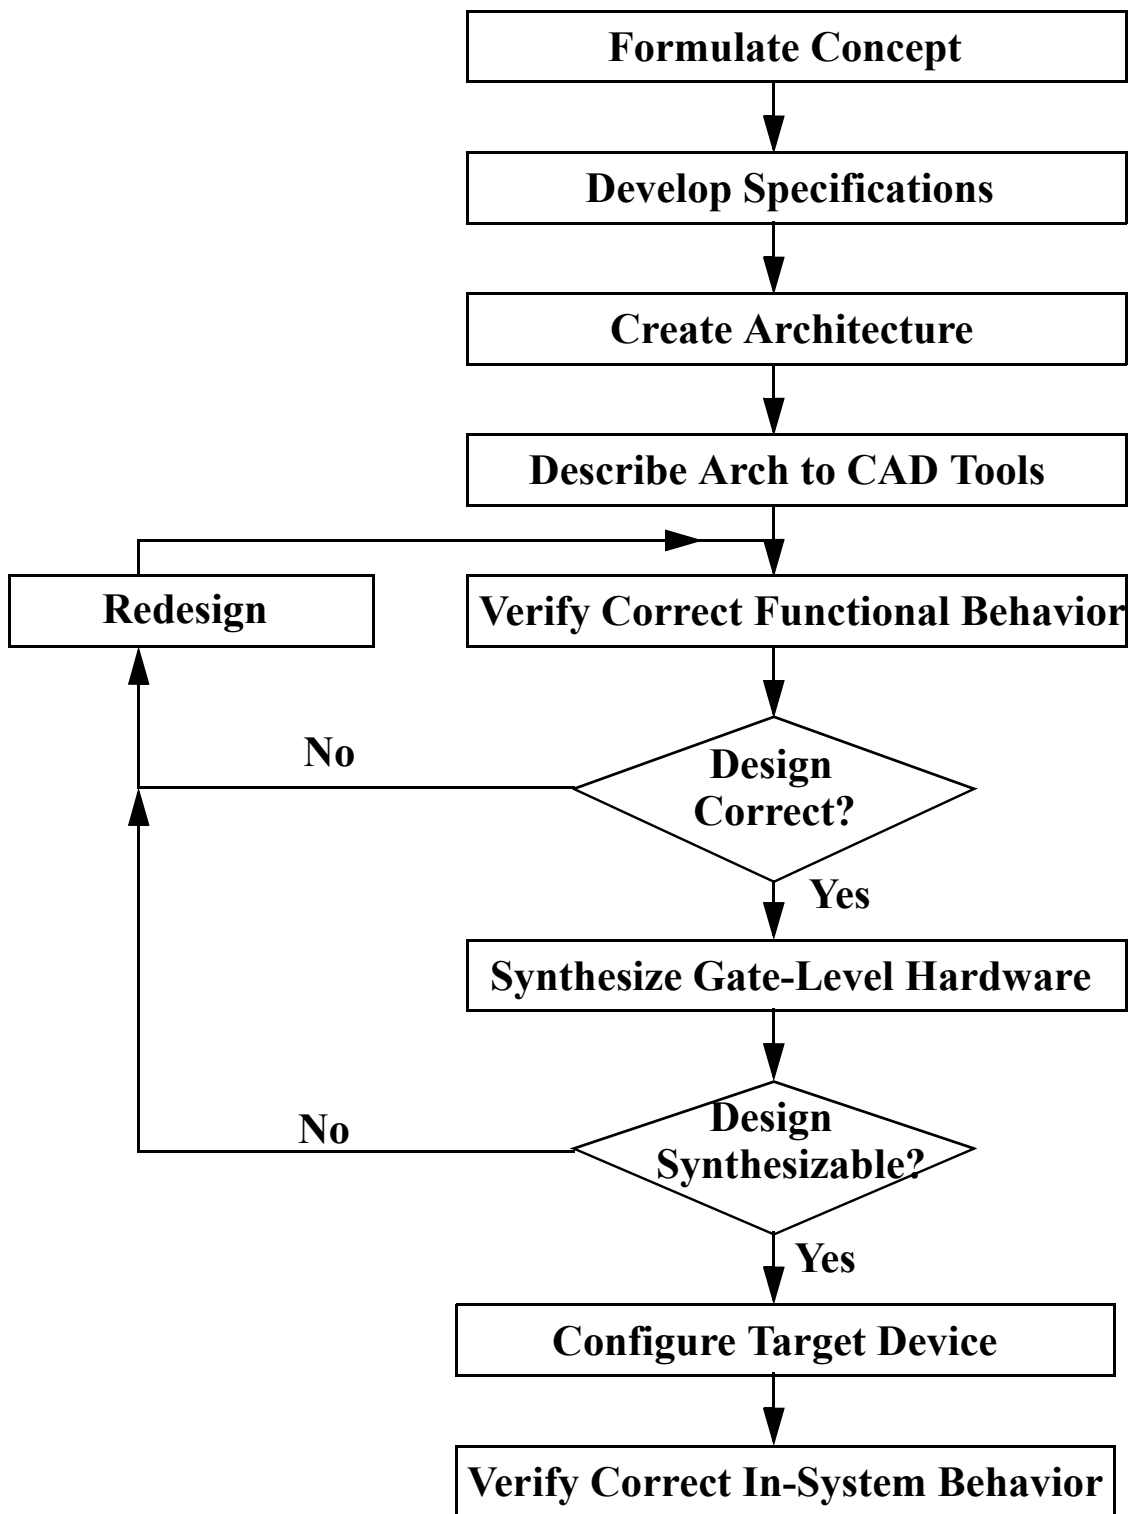 Formulate Concept
Develop Specifications
Create Architecture
Describe Arch to CAD Tools
Redesign
Verify Correct Functional Behavior
No
Design
Correct?
Yes
Synthesize Gate-Level Hardware
No
Design
Synthesizable?
Yes
Configure Target Device
Verify Correct In-System Behavior